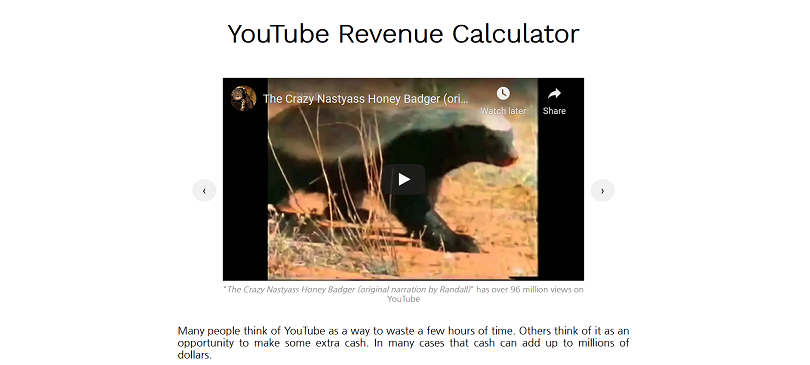 YouTube Revenue Calculator
The Crazy Nastyass Honey Badger (ori...
Watch later
Share
‹
›
"The Crazy Nastyass Honey Badger (original narration by Randall)" has over 96 million views on
YouTube
Many people think of YouTube as a way to waste a few hours of time. Others think of it as an
opportunity to make some extra cash. In many cases that cash can add up to millions of
dollars.